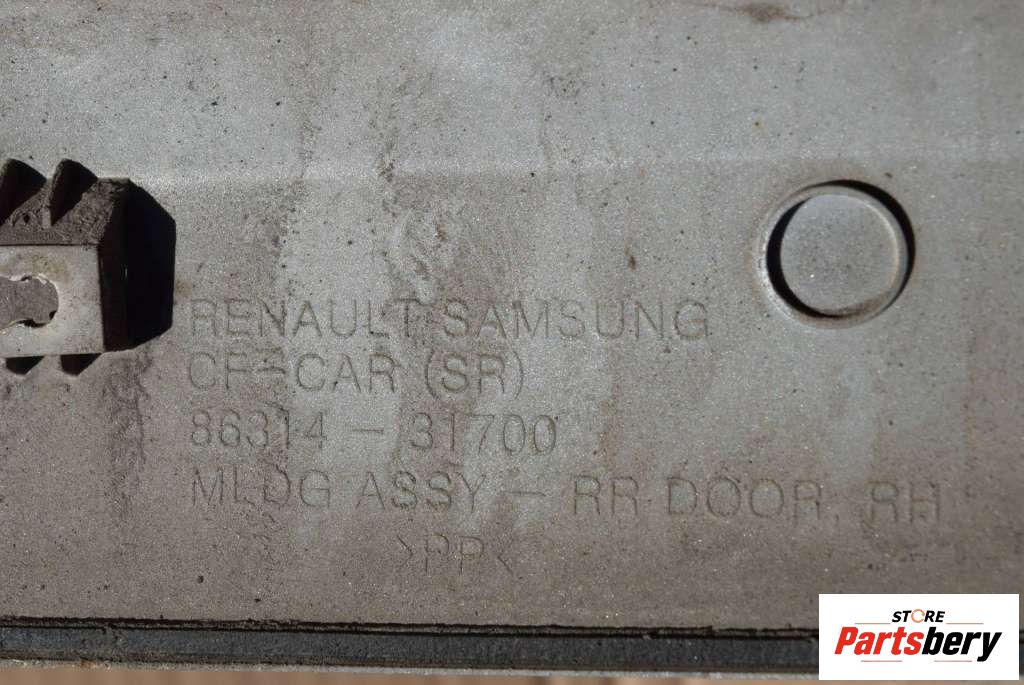 RENAULT SAMSUNG
CF-CAR (SR)
86314 - 31700
MLDG ASSY - RR DOOR, RH
>PP<
STORE
Partsbery